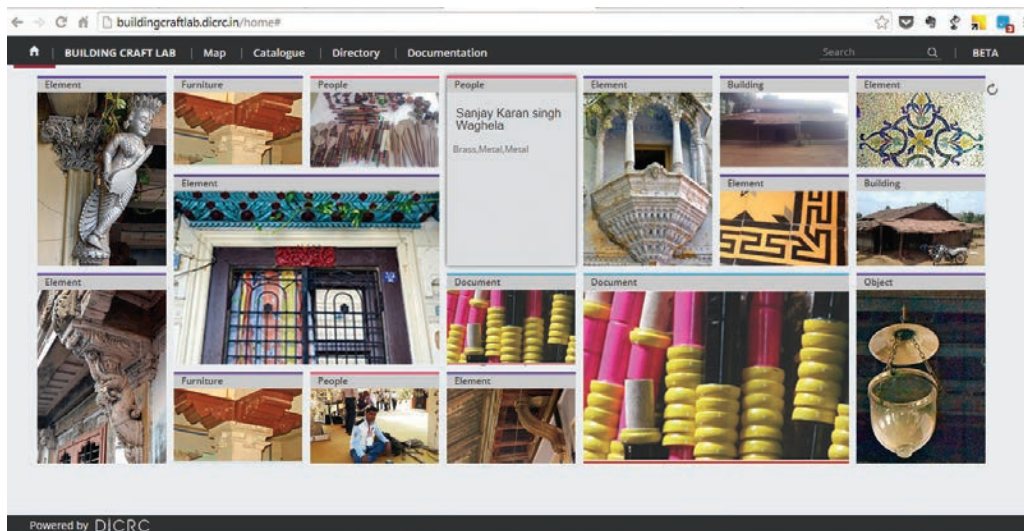 buildingcraftlab.dicrc.in/home#
BUILDING CRAFT LAB | Map | Catalogue | Directory | Documentation
Search
BETA
Element
Furniture
People
People
Element
Building
Element
Sanjay Karan singh
Waghela
Brass,Metal,Metal
Element
Element
Building
Element
Document
Document
Object
Furniture
People
Element
Powered by DICRC